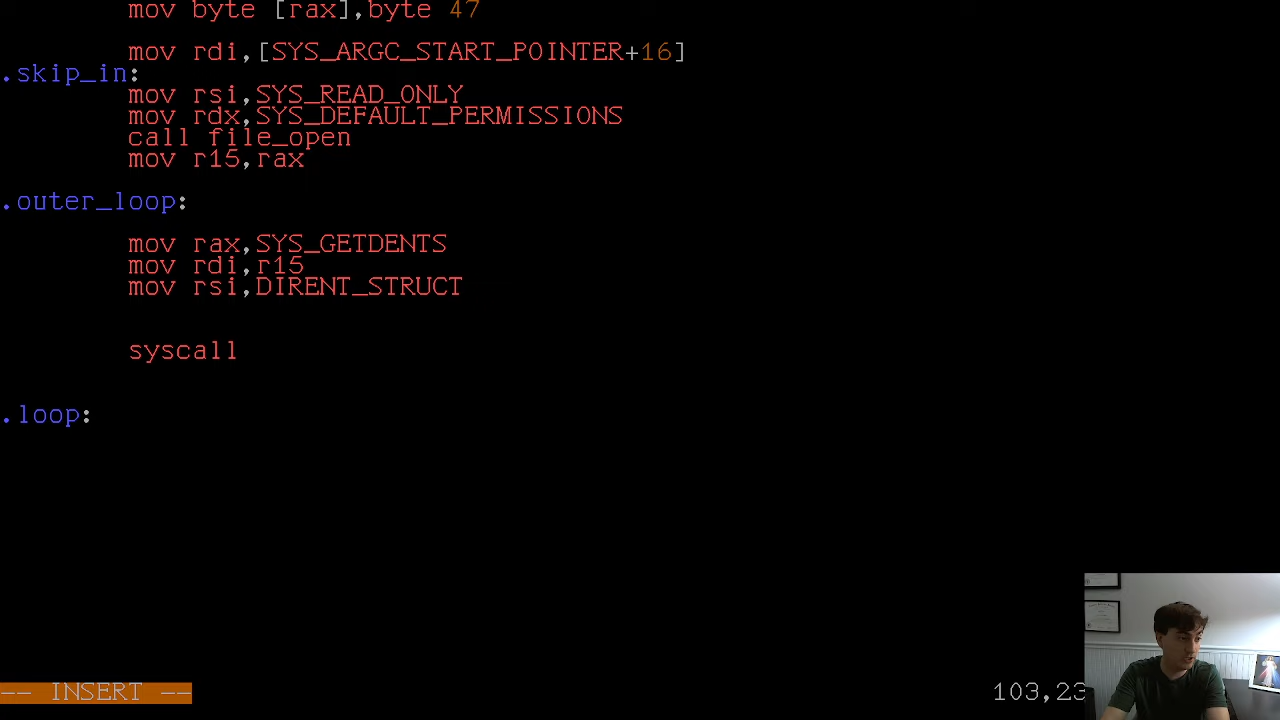 mov byte [rax],byte 47
mov rdi,[SYS_ARGC_START_POINTER+16]
.skip_in:
mov rsi,SYS_READ_ONLY
mov rdx,SYS_DEFAULT_PERMISSIONS
call file_open
mov r15,rax
.outer_loop:
mov rax,SYS_GETDENTS
mov rdi,r15
mov rsi,DIRENT_STRUCT
syscall
.loop:
-- INSERT --
103,23